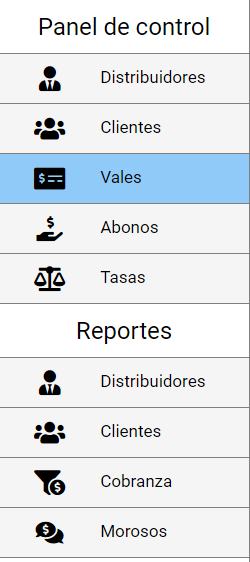 Panel de control
Distribuidores
Clientes
Vales
Abonos
Tasas
Reportes
Distribuidores
Clientes
Cobranza
Morosos